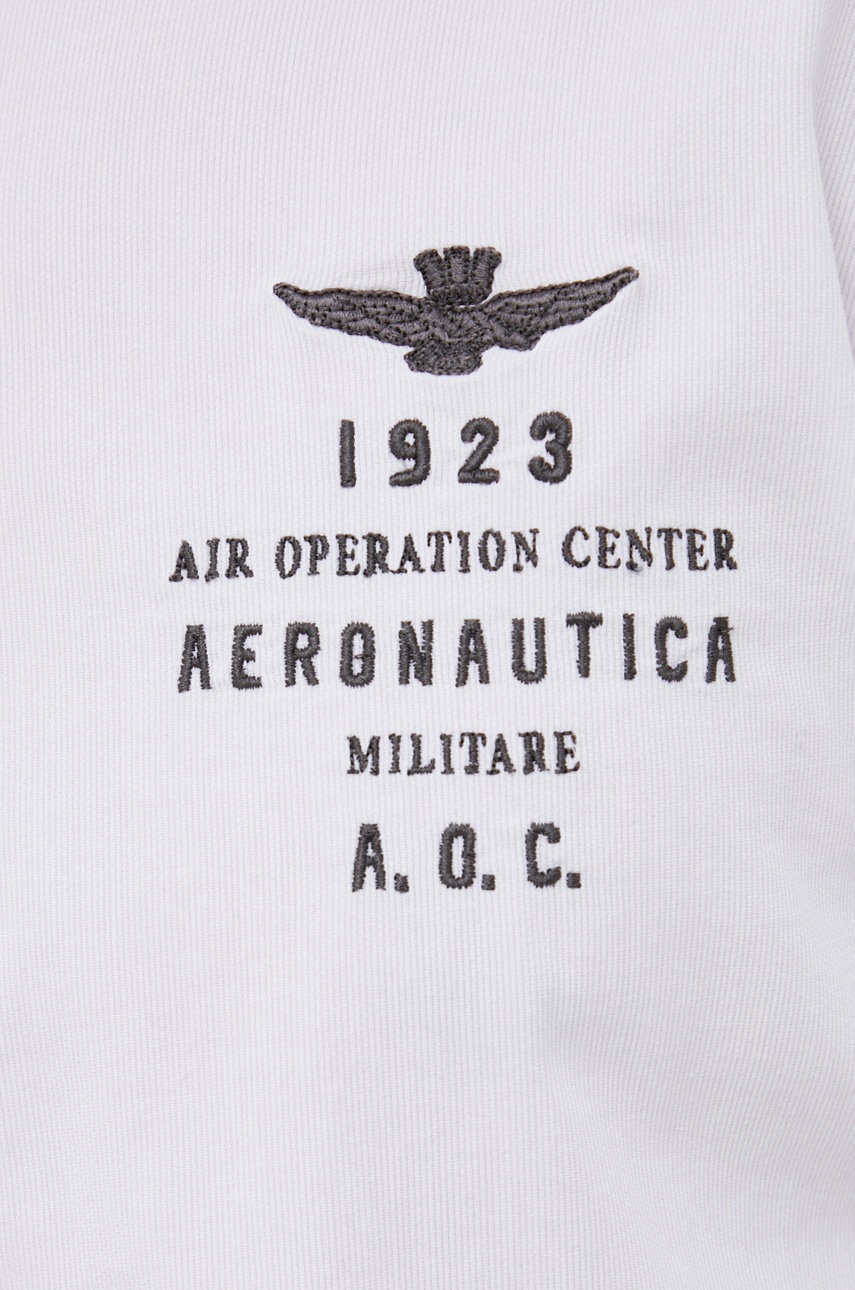 1923
AIR OPERATION CENTER
AERONAUTICA
MILITARE
A.O.C.